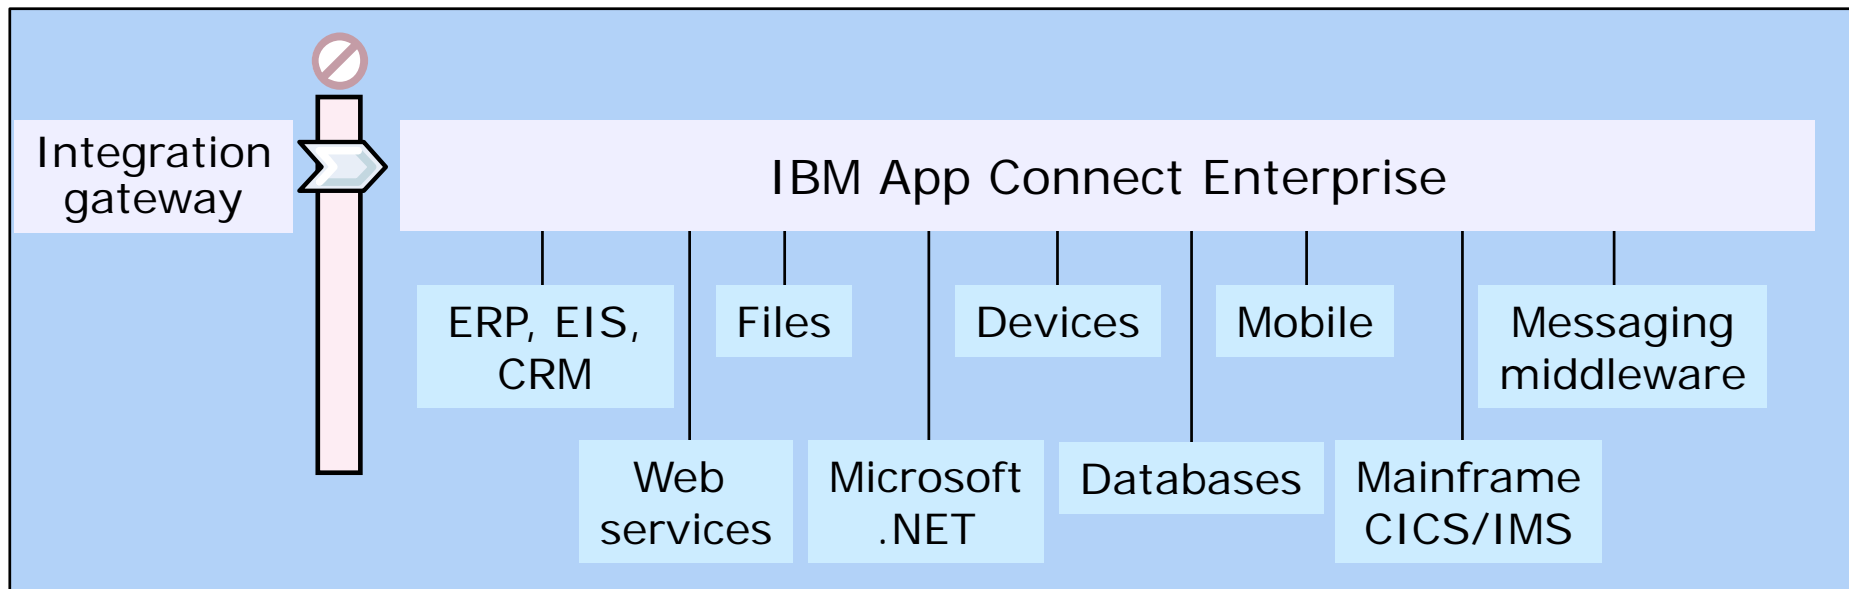 Integration
gateway
IBM App Connect Enterprise
ERP, EIS,
CRM
Files
Devices
Mobile
Messaging
middleware
Web
services
Microsoft
.NET
Databases
Mainframe
CICS/IMS